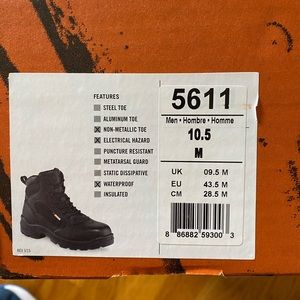 FEATURES
STEEL TOE
ALUMINUM TOE
NON-METALLIC TOE
ELECTRICAL HAZARD
PUNCTURE RESISTANT
METATARSAL GUARD
STATIC DISSIPATIVE
WATERPROOF
INSULATED
5611
Men • Hombre • Homme
10.5
M
UK 09.5 M
EU 43.5 M
CM 28.5 M
8 86882 59300 3